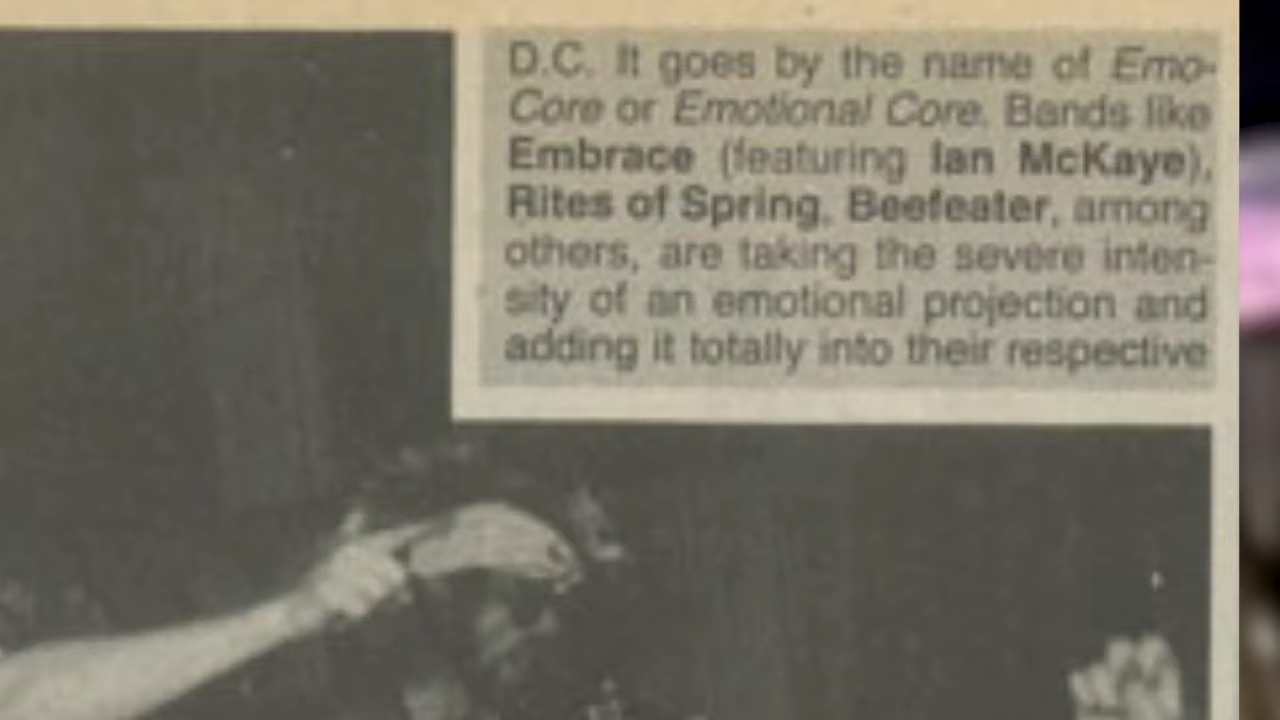 D.C. It goes by the name of Emo-
Core or Emotional Core. Bands like
Embrace (featuring Ian McKaye),
Rites of Spring, Beefeater, among
others, are taking the severe inten-
sity of an emotional projection and
adding it totally into their respective